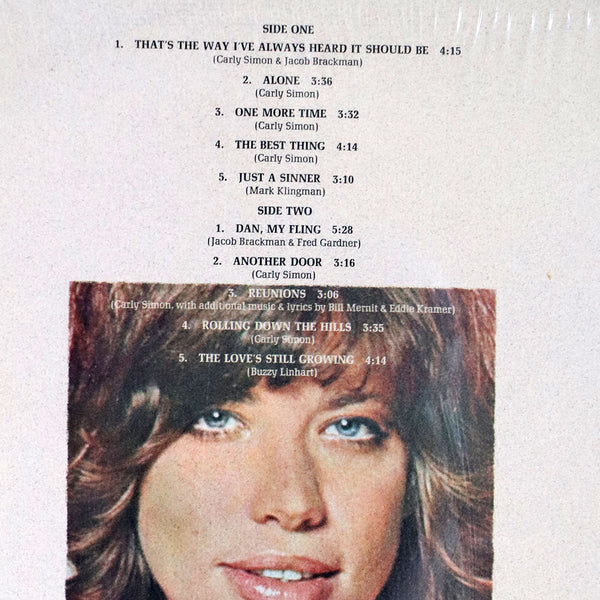 SIDE ONE
1. THAT'S THE WAY I'VE ALWAYS HEARD IT SHOULD BE 4:15
(Carly Simon & Jacob Brackman)
2. ALONE 3:36
(Carly Simon)
3. ONE MORE TIME 3:32
(Carly Simon)
4. THE BEST THING 4:14
(Carly Simon)
5. JUST A SINNER 3:10
(Mark Klingman)
SIDE TWO
1. DAN, MY FLING 5:28
(Jacob Brackman & Fred Gardner)
2. ANOTHER DOOR 3:16
(Carly Simon)
3. REUNIONS 3:06
(Carly Simon, with additional music & lyrics by Bill Mernit & Eddie Kramer)
4. ROLLING DOWN THE HILLS 3:35
(Carly Simon)
5. THE LOVE'S STILL GROWING 4:14
(Buzzy Linhart)